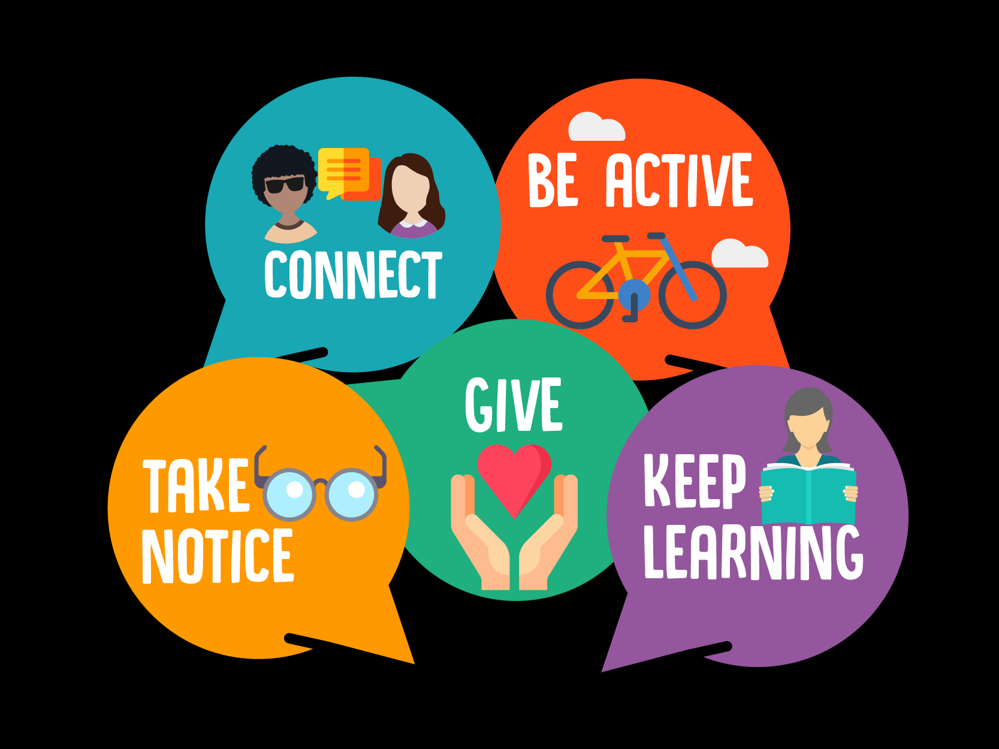 CONNECT
BE ACTIVE
GIVE
TAKE
NOTICE
KEEP
LEARNING